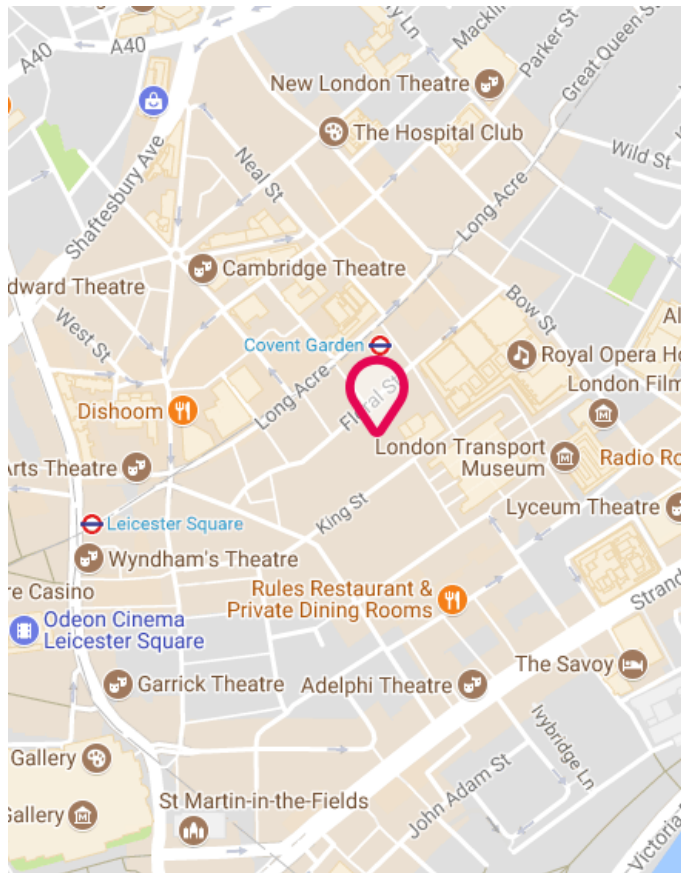 A40
A40
ly Ln
Macklin
Parker St
Great Queen St
New London Theatre
The Hospital Club
Neal St
Wild St
Shaftesbury Ave
Long Acre
Cambridge Theatre
dward Theatre
Bow St
West St
Covent Garden
Royal Opera Ho
Long Acre
Floral St
London Film
Dishoom
London Transport
Museum
Radio Ro
Arts Theatre
King St
Lyceum Theatre
Leicester Square
Wyndham's Theatre
re Casino
Rules Restaurant &
Private Dining Rooms
Strand
Odeon Cinema
Leicester Square
The Savoy
Garrick Theatre
Adelphi Theatre
Ivybridge Ln
Gallery
John Adam St
St Martin-in-the-Fields
Gallery
Victoria